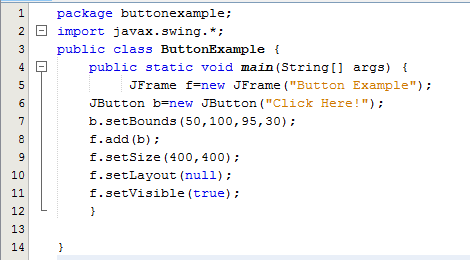 1 package buttonexample;
2 import javax.swing.*;
3 public class ButtonExample {
4 public static void main(String[] args) {
5 JFrame f=new JFrame("Button Example");
6 JButton b=new JButton("Click Here!");
7 b.setBounds(50,100,95,30);
8 f.add(b);
9 f.setSize(400,400);
10 f.setLayout(null);
11 f.setVisible(true);
12 }
13
14 }